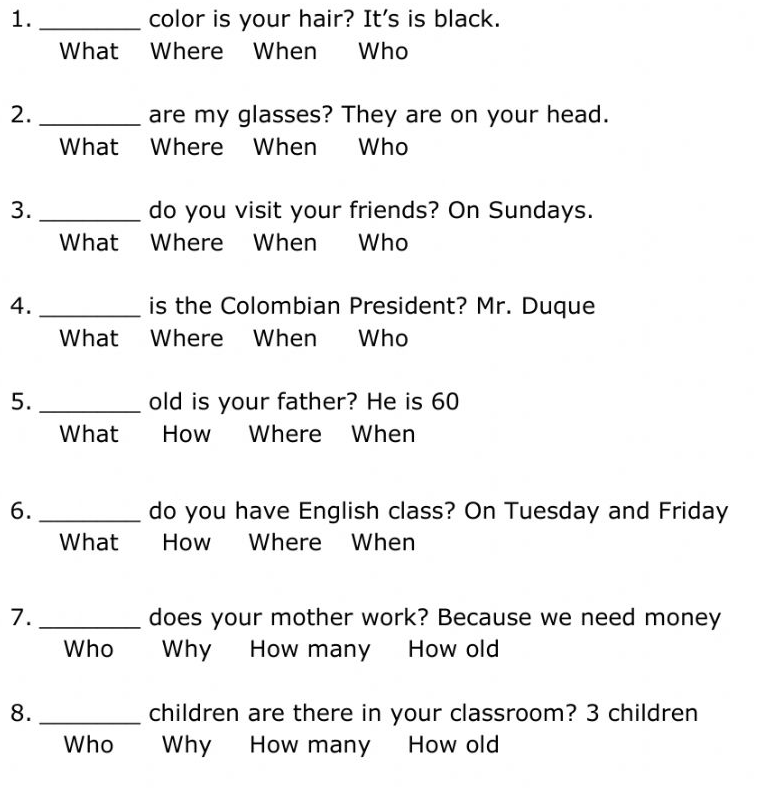 1. ________ color is your hair? It’s is black.
What Where When Who
2. ________ are my glasses? They are on your head.
What Where When Who
3. ________ do you visit your friends? On Sundays.
What Where When Who
4. ________ is the Colombian President? Mr. Duque
What Where When Who
5. ________ old is your father? He is 60
What How Where When
6. ________ do you have English class? On Tuesday and Friday
What How Where When
7. ________ does your mother work? Because we need money
Who Why How many How old
8. ________ children are there in your classroom? 3 children
Who Why How many How old